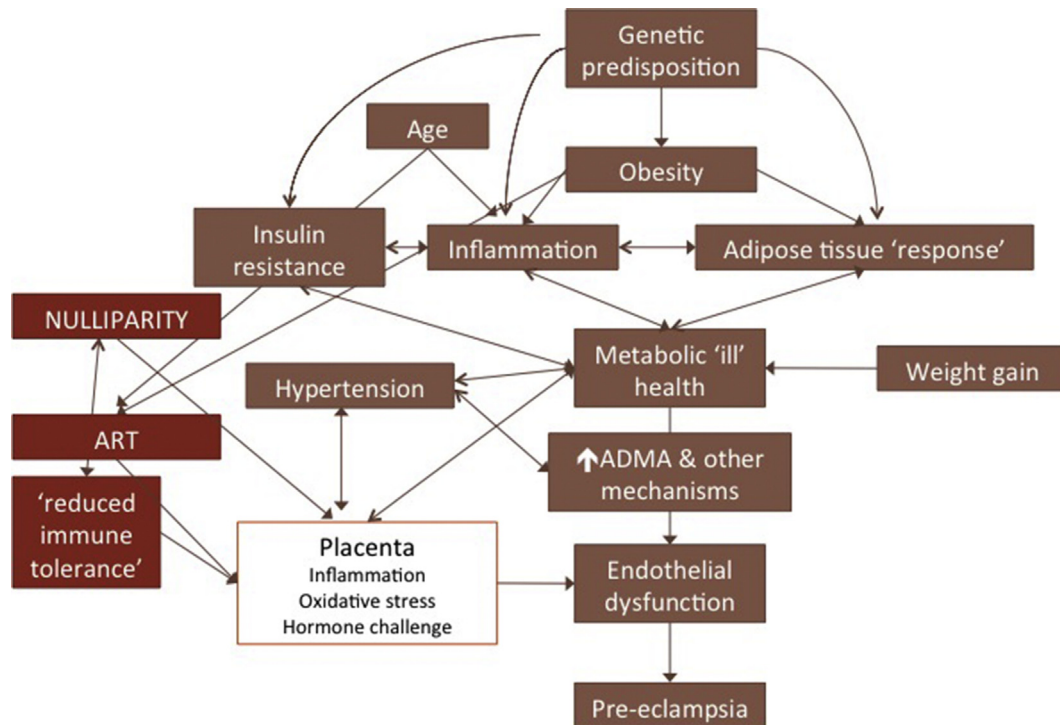 Genetic
predisposition
Age
Obesity
Insulin
resistance
Inflammation
Adipose tissue ‘response’
NULLIPARITY
Metabolic ‘ill’
health
Weight gain
Hypertension
ART
⬆ADMA & other
mechanisms
‘reduced
immune
tolerance’
Placenta
Inflammation
Oxidative stress
Hormone challenge
Endothelial
dysfunction
Pre-eclampsia